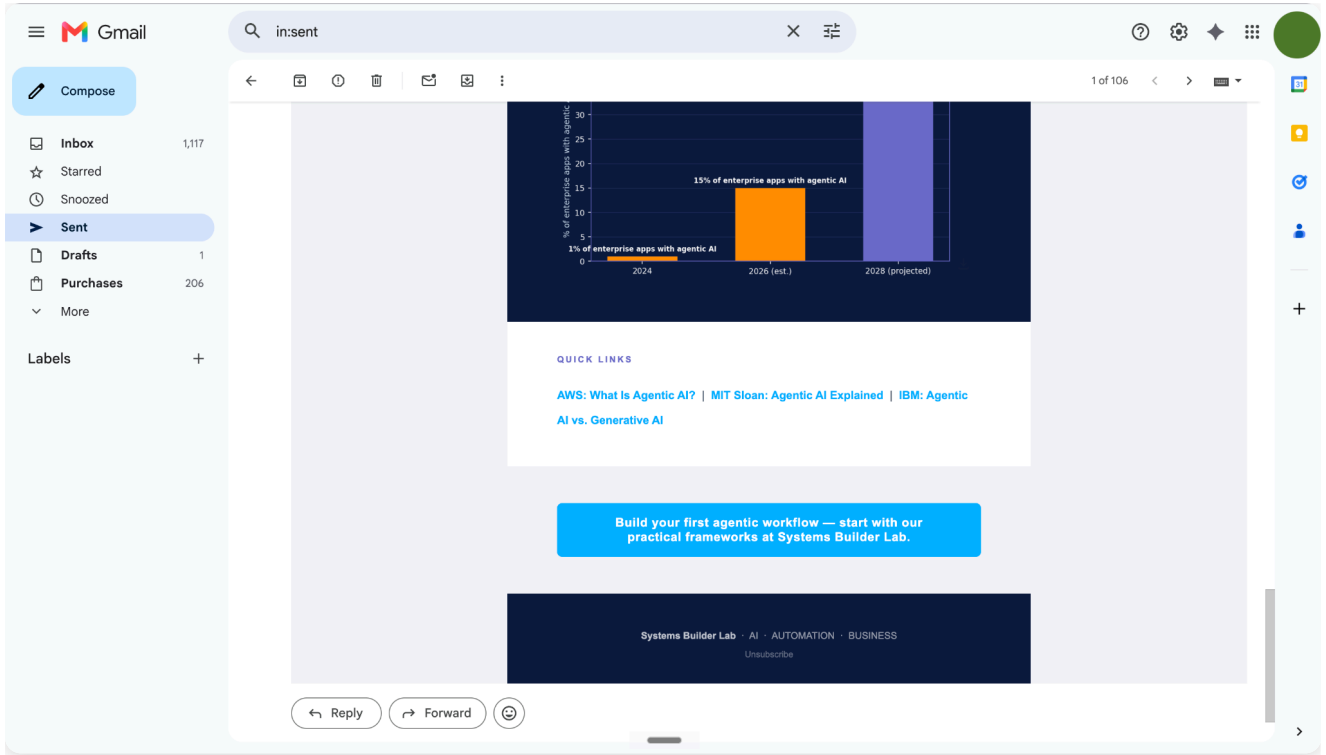 Gmail
in:sent
Compose
1 of 106
Inbox 1,117
Starred
Snoozed
Sent
Drafts 1
Purchases 206
More
Labels
% of enterprise apps with agentic
30
25
20
15
10
5
0
15% of enterprise apps with agentic AI
1% of enterprise apps with agentic AI
2024 2026 (est.) 2028 (projected)
QUICK LINKS
AWS: What Is Agentic AI? | MIT Sloan: Agentic AI Explained | IBM: Agentic
AI vs. Generative AI
Build your first agentic workflow — start with our
practical frameworks at Systems Builder Lab.
Systems Builder Lab · AI · AUTOMATION · BUSINESS
Unsubscribe
Reply Forward
31